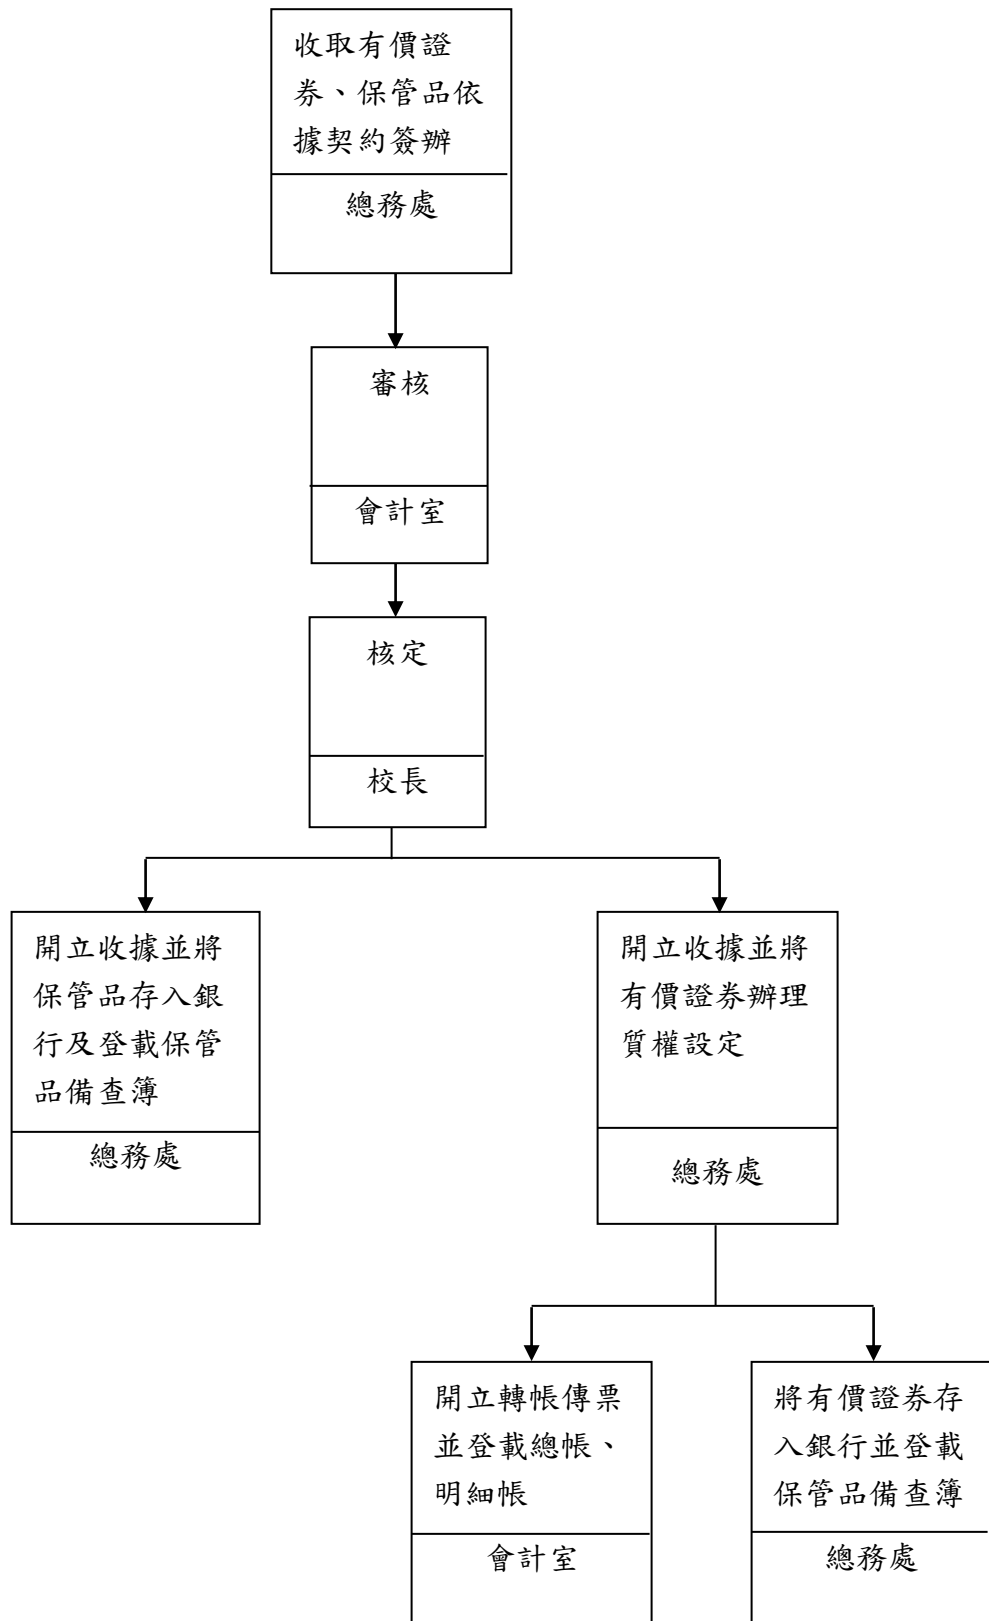 收取有價證
券、保管品依
據契約簽辦
總務處
審核
會計室
核定
校長
開立收據並將
保管品存入銀
行及登載保管
品備查簿
總務處
開立收據並將
有價證券辦理
質權設定
總務處
開立轉帳傳票
並登載總帳、
明細帳
會計室
將有價證券存
入銀行並登載
保管品備查簿
總務處